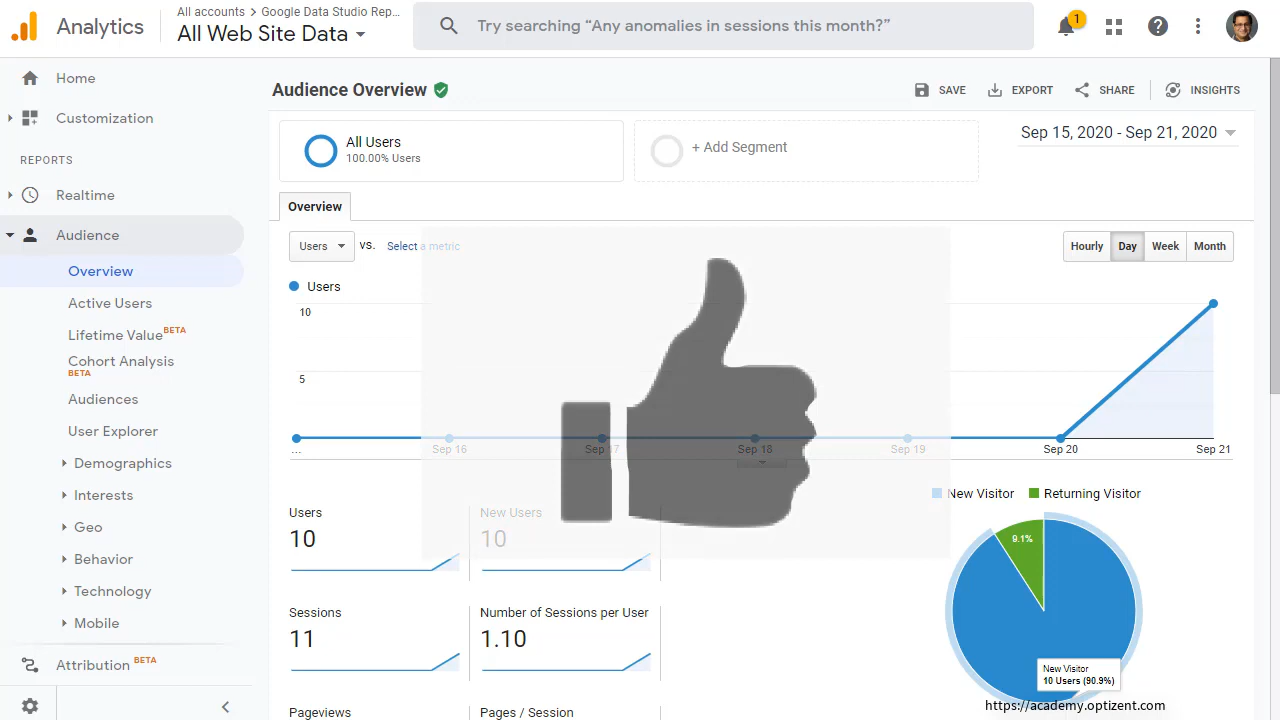 Analytics
All accounts > Google Data Studio Rep...
All Web Site Data
Try searching “Any anomalies in sessions this month?”
1
Home
Customization
REPORTS
Realtime
Audience
Overview
Active Users
Lifetime Value BETA
Cohort Analysis
BETA
Audiences
User Explorer
Demographics
Interests
Geo
Behavior
Technology
Mobile
Attribution BETA
Audience Overview
SAVE
EXPORT
SHARE
INSIGHTS
All Users
100.00% Users
+ Add Segment
Sep 15, 2020 - Sep 21, 2020
Overview
Users
vs.
Select a metric
Hourly
Day
Week
Month
Users
10
5
...
Sep 16
Sep 17
Sep 18
Sep 19
Sep 20
Sep 21
New Visitor
Returning Visitor
Users
10
New Users
10
Sessions
11
Number of Sessions per User
1.10
Pageviews
Pages / Session
9.1%
New Visitor
10 Users (90.9%)
https://academy.optizent.com